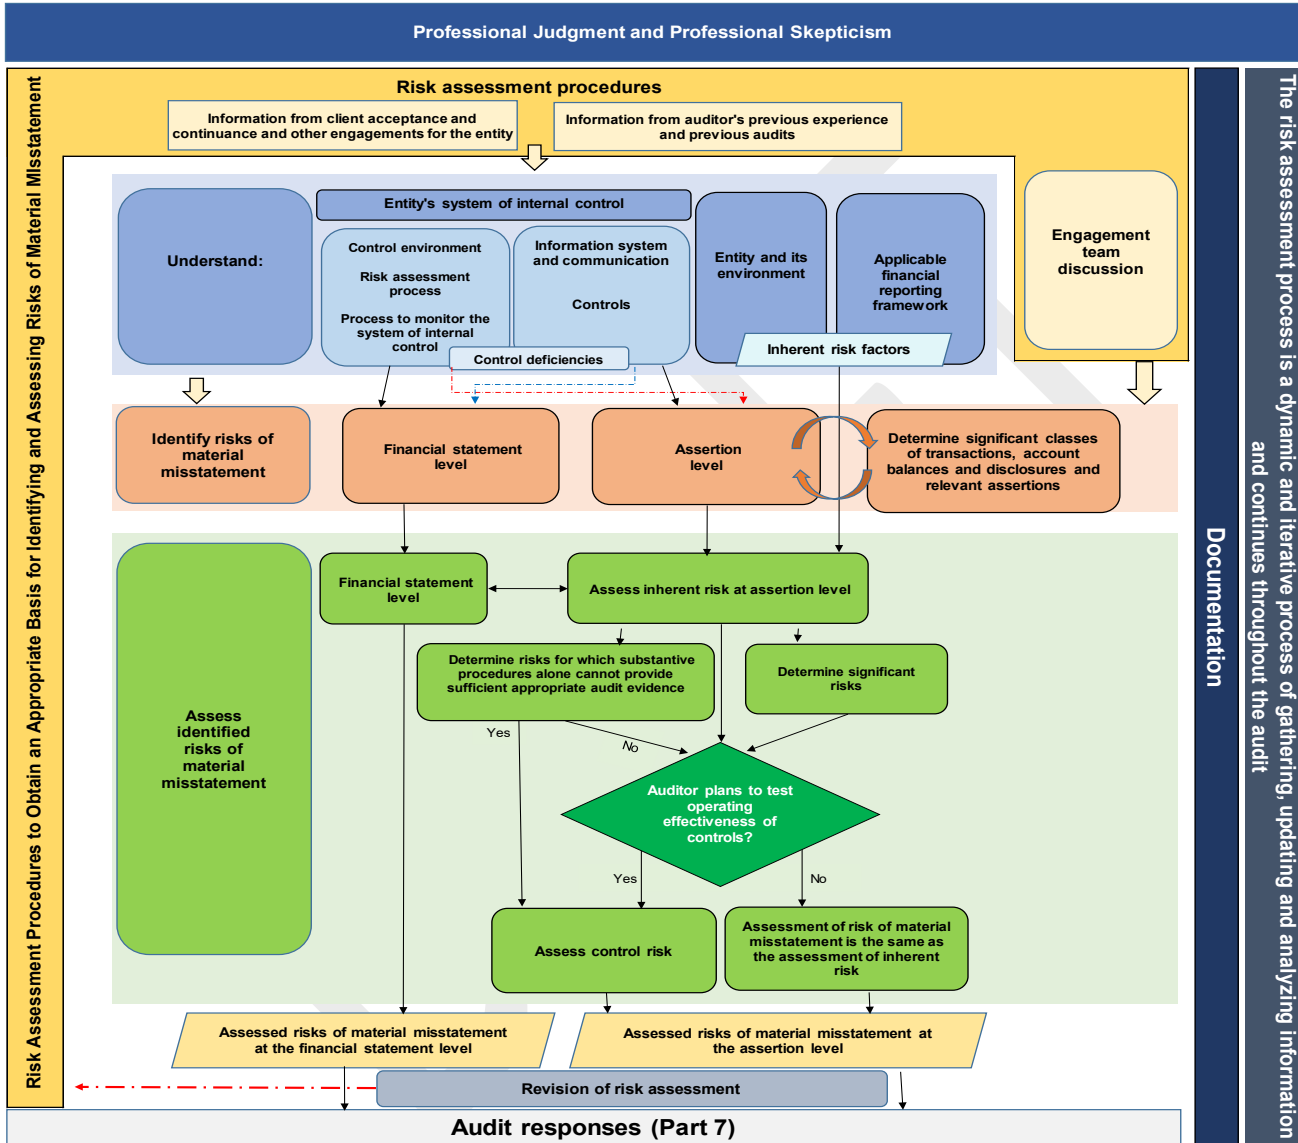 Professional Judgment and Professional Skepticism
Risk Assessment Procedures to Obtain an Appropriate Basis for Identifying and Assessing Risks of Material Misstatement
Risk assessment procedures
Information from client acceptance
and continuance and other
engagements for the entity
Information from auditor's previous experience
and previous audits
Understand:
Entity's system of internal control
Control environment
Risk assessment
process
Process to monitor the
system of internal
control
Information system
and communication
Controls
Control deficiencies
Entity and its
environment
Applicable
financial
reporting
framework
Inherent risk factors
Engagement
team
discussion
Identify risks of
material
misstatement
Financial statement
level
Assertion
level
Determine significant classes
of transactions, account
balances and disclosures and
relevant assertions
Assess
identified
risks of
material
misstatement
Financial statement
level
Assess inherent risk at assertion level
Determine risks for which substantive
procedures alone cannot provide
sufficient appropriate audit evidence
Determine significant
risks
Yes
No
Auditor plans to test
operating
effectiveness of
controls?
Yes
No
Assess control risk
Assessment of risk of material
misstatement is the same as
the assessment of inherent
risk
Assessed risks of material misstatement
at the financial statement level
Assessed risks of material misstatement at
the assertion level
Revision of risk assessment
Audit responses (Part 7)
Documentation
The risk assessment process is a dynamic and iterative process of gathering, updating and analyzing information
and continues throughout the audit